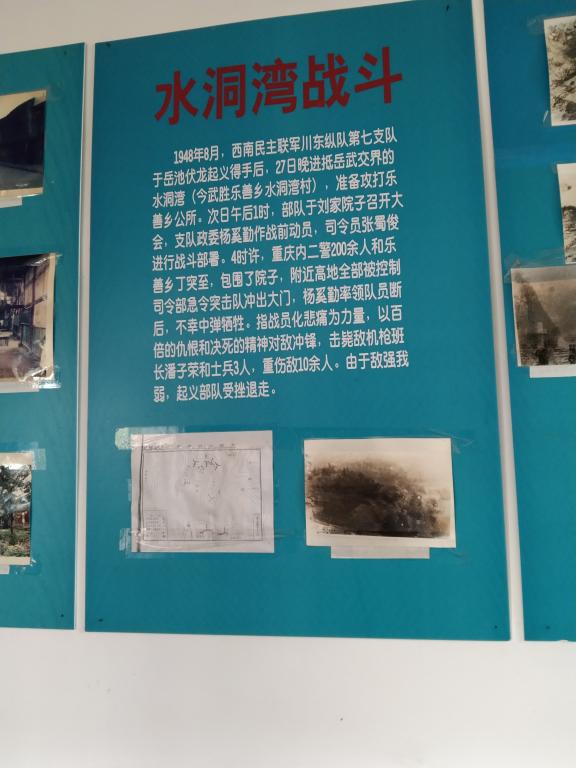 水洞湾战斗
1948年8月，西南民主联军川东纵队第七支队
于岳池伏龙起义得手后，27日晚进抵岳武交界的
水洞湾（今武胜乐善乡水洞湾村），准备攻打乐
善乡公所。次日午后1时，部队于刘家院子召开大
会，支队政委杨奚勤作战前动员，司令员张蜀俊
进行战斗部署。4时许，重庆内二警200余人和乐
善乡丁突至，包围了院子，附近高地全部被控制
司令部急令突击队冲出大门，杨奚勤率领队员断
后，不幸中弹牺牲。指战员化悲痛为力量，以百
倍的仇恨和决死的精神对敌冲锋，击毙敌机枪班
长潘子荣和士兵3人，重伤敌10余人。由于敌强我
弱，起义部队受挫退走。